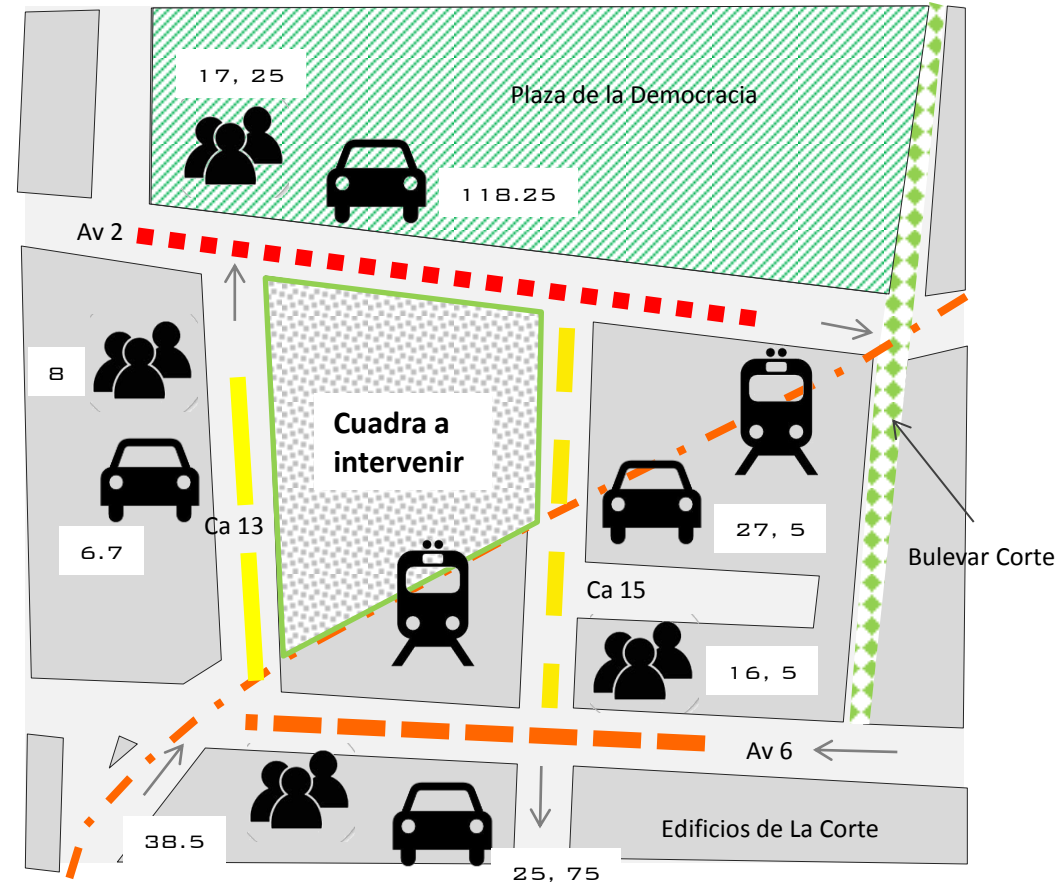 17, 25
Plaza de la Democracia
118.25
Av 2
8
Cuadra a
intervenir
6.7
Ca 13
27, 5
Bulevar Corte
Ca 15
16, 5
Av 6
38.5
Edificios de La Corte
25, 75